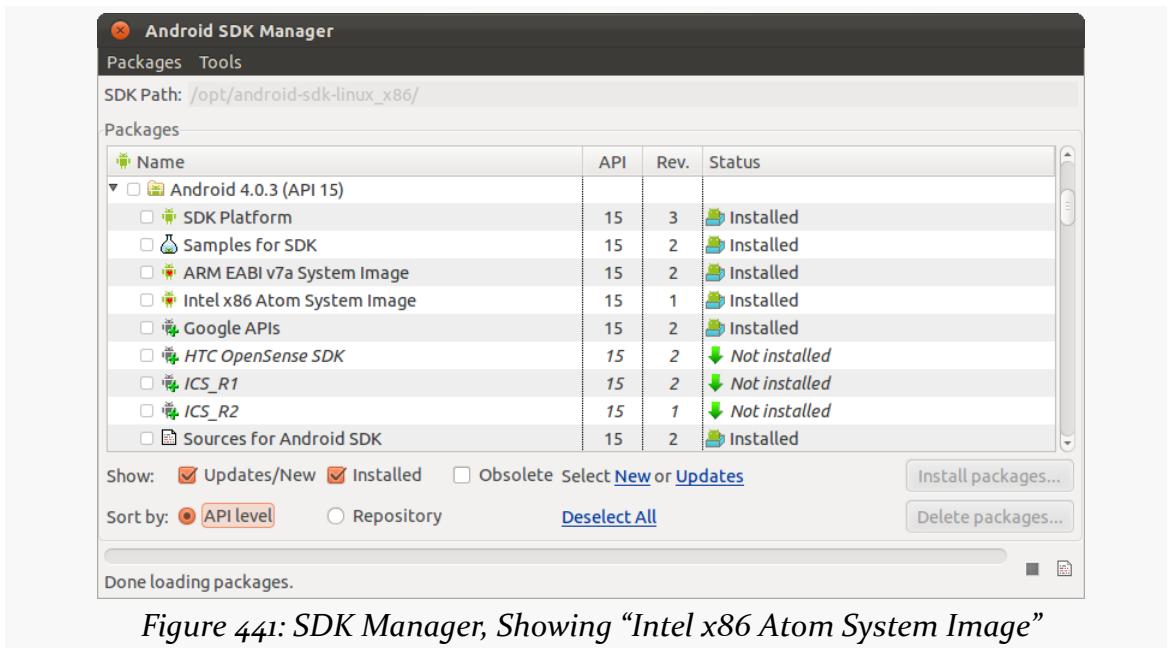 Android SDK Manager
Packages Tools
SDK Path: /opt/android-sdk-linux_x86/
Packages
Name API Rev. Status
Android 4.0.3 (API 15)
SDK Platform 15 3 Installed
Samples for SDK 15 2 Installed
ARM EABI v7a System Image 15 2 Installed
Intel x86 Atom System Image 15 1 Installed
Google APIs 15 2 Installed
HTC OpenSense SDK 15 2 Not installed
ICS_R1 15 2 Not installed
ICS_R2 15 1 Not installed
Sources for Android SDK 15 2 Installed
Show: Updates/New Installed Obsolete Select New or Updates Install packages...
Sort by: API level Repository Deselect All Delete packages...
Done loading packages.
Figure 441: SDK Manager, Showing “Intel x86 Atom System Image”